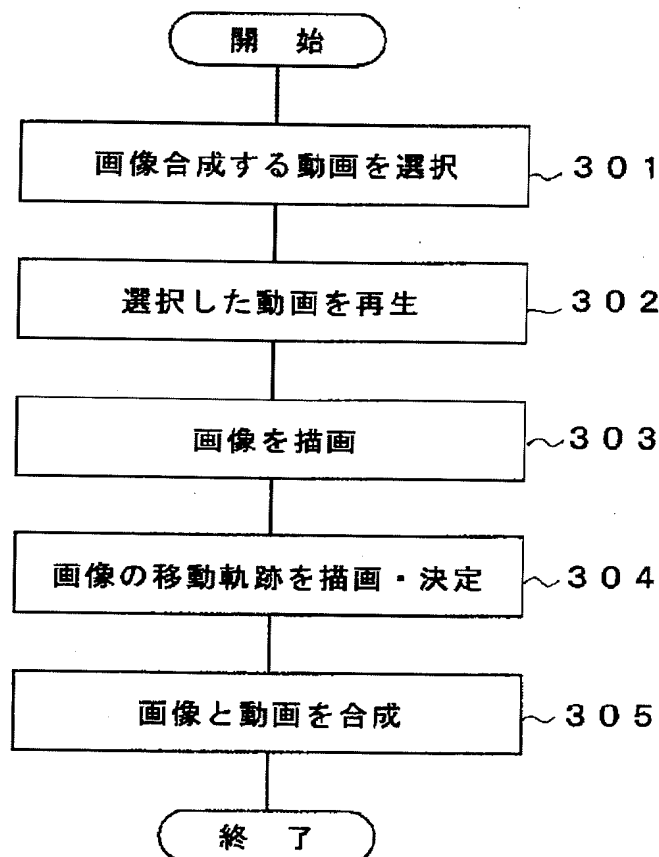 開 始
画像合成する動画を選択 301
選択した動画を再生 302
画像を描画 303
画像の移動軌跡を描画・決定 304
画像と動画を合成 305
終 了